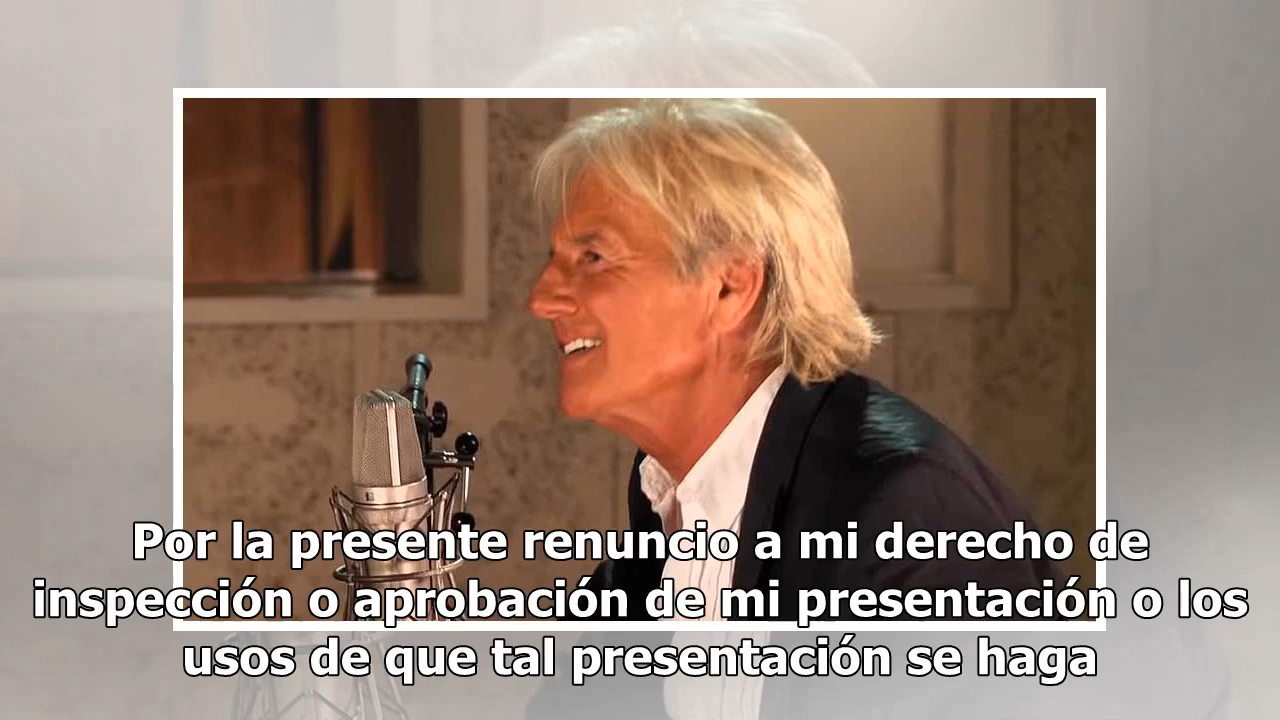 Por la presente renuncio a mi derecho de
inspección o aprobación de mi presentación o los
usos de que tal presentación se haga